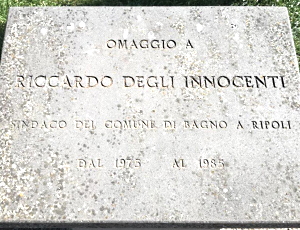 OMAGGIO A
RICCARDO DEGLI INNOCENTI
SINDACO DEL COMUNE DI BAGNO A RIPOLI
DAL 1975 AL 1985